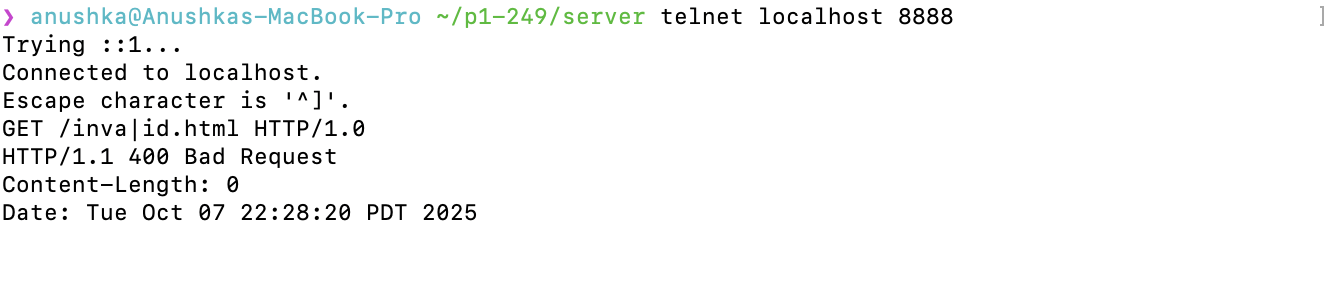 ❯ anushka@Anushkas-MacBook-Pro ~/p1-249/server telnet localhost 8888 ]
Trying ::1...
Connected to localhost.
Escape character is '^]'.
GET /inva|id.html HTTP/1.0
HTTP/1.1 400 Bad Request
Content-Length: 0
Date: Tue Oct 07 22:28:20 PDT 2025